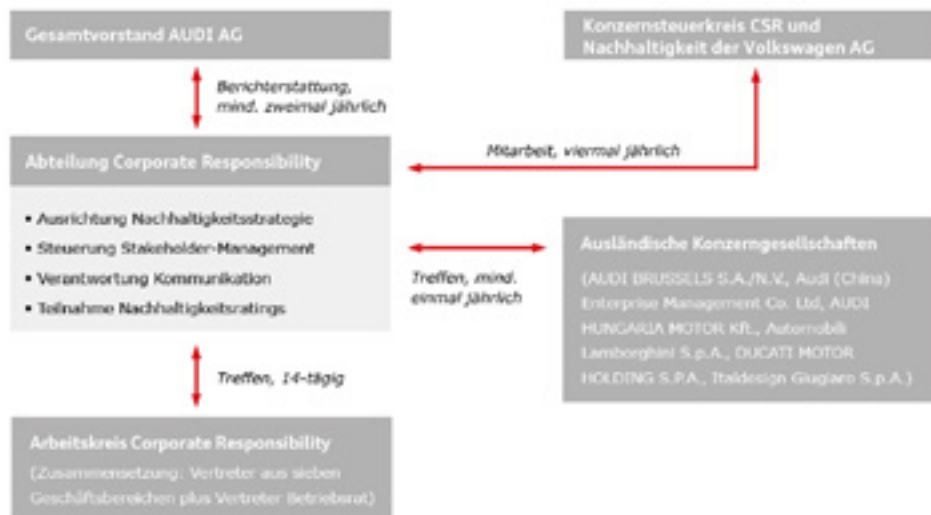 Gesamtvorstand AUDI AG
Konzernsteuerkreis CSR und
Nachhaltigkeit der Volkswagen AG
Berichterstattung,
mind. zweimal jährlich
Abteilung Corporate Responsibility
Mitarbeit, viermal jährlich
• Ausrichtung Nachhaltigkeitsstrategie
• Steuerung Stakeholder-Management
• Verantwortung Kommunikation
• Teilnahme Nachhaltigkeitsratings
Treffen, mind.
einmal jährlich
Ausländische Konzerngesellschaften
(AUDI BRUSSELS S.A./N.V., Audi (China)
Enterprise Management Co. Ltd, AUDI
HUNGARIA MOTOR Kft., Automobili
Lamborghini S.p.A., DUCATI MOTOR
HOLDING S.P.A., Italdesign Giugiaro S.p.A.)
Treffen, 14-tägig
Arbeitskreis Corporate Responsibility
(Zusammensetzung: Vertreter aus sieben
Geschäftsbereichen plus Vertreter Betriebsrat)